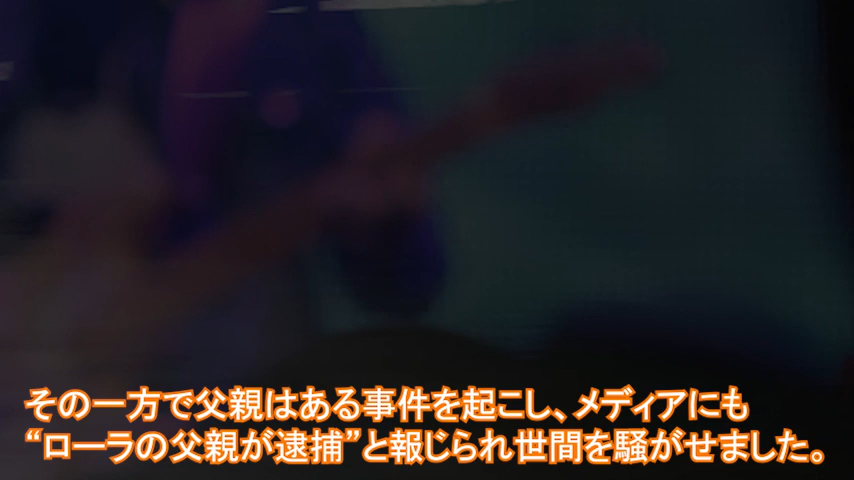 その一方で父親はある事件を起こし、メディアにも
“ローラの父親が逮捕”と報じられ世間を騒がせました。